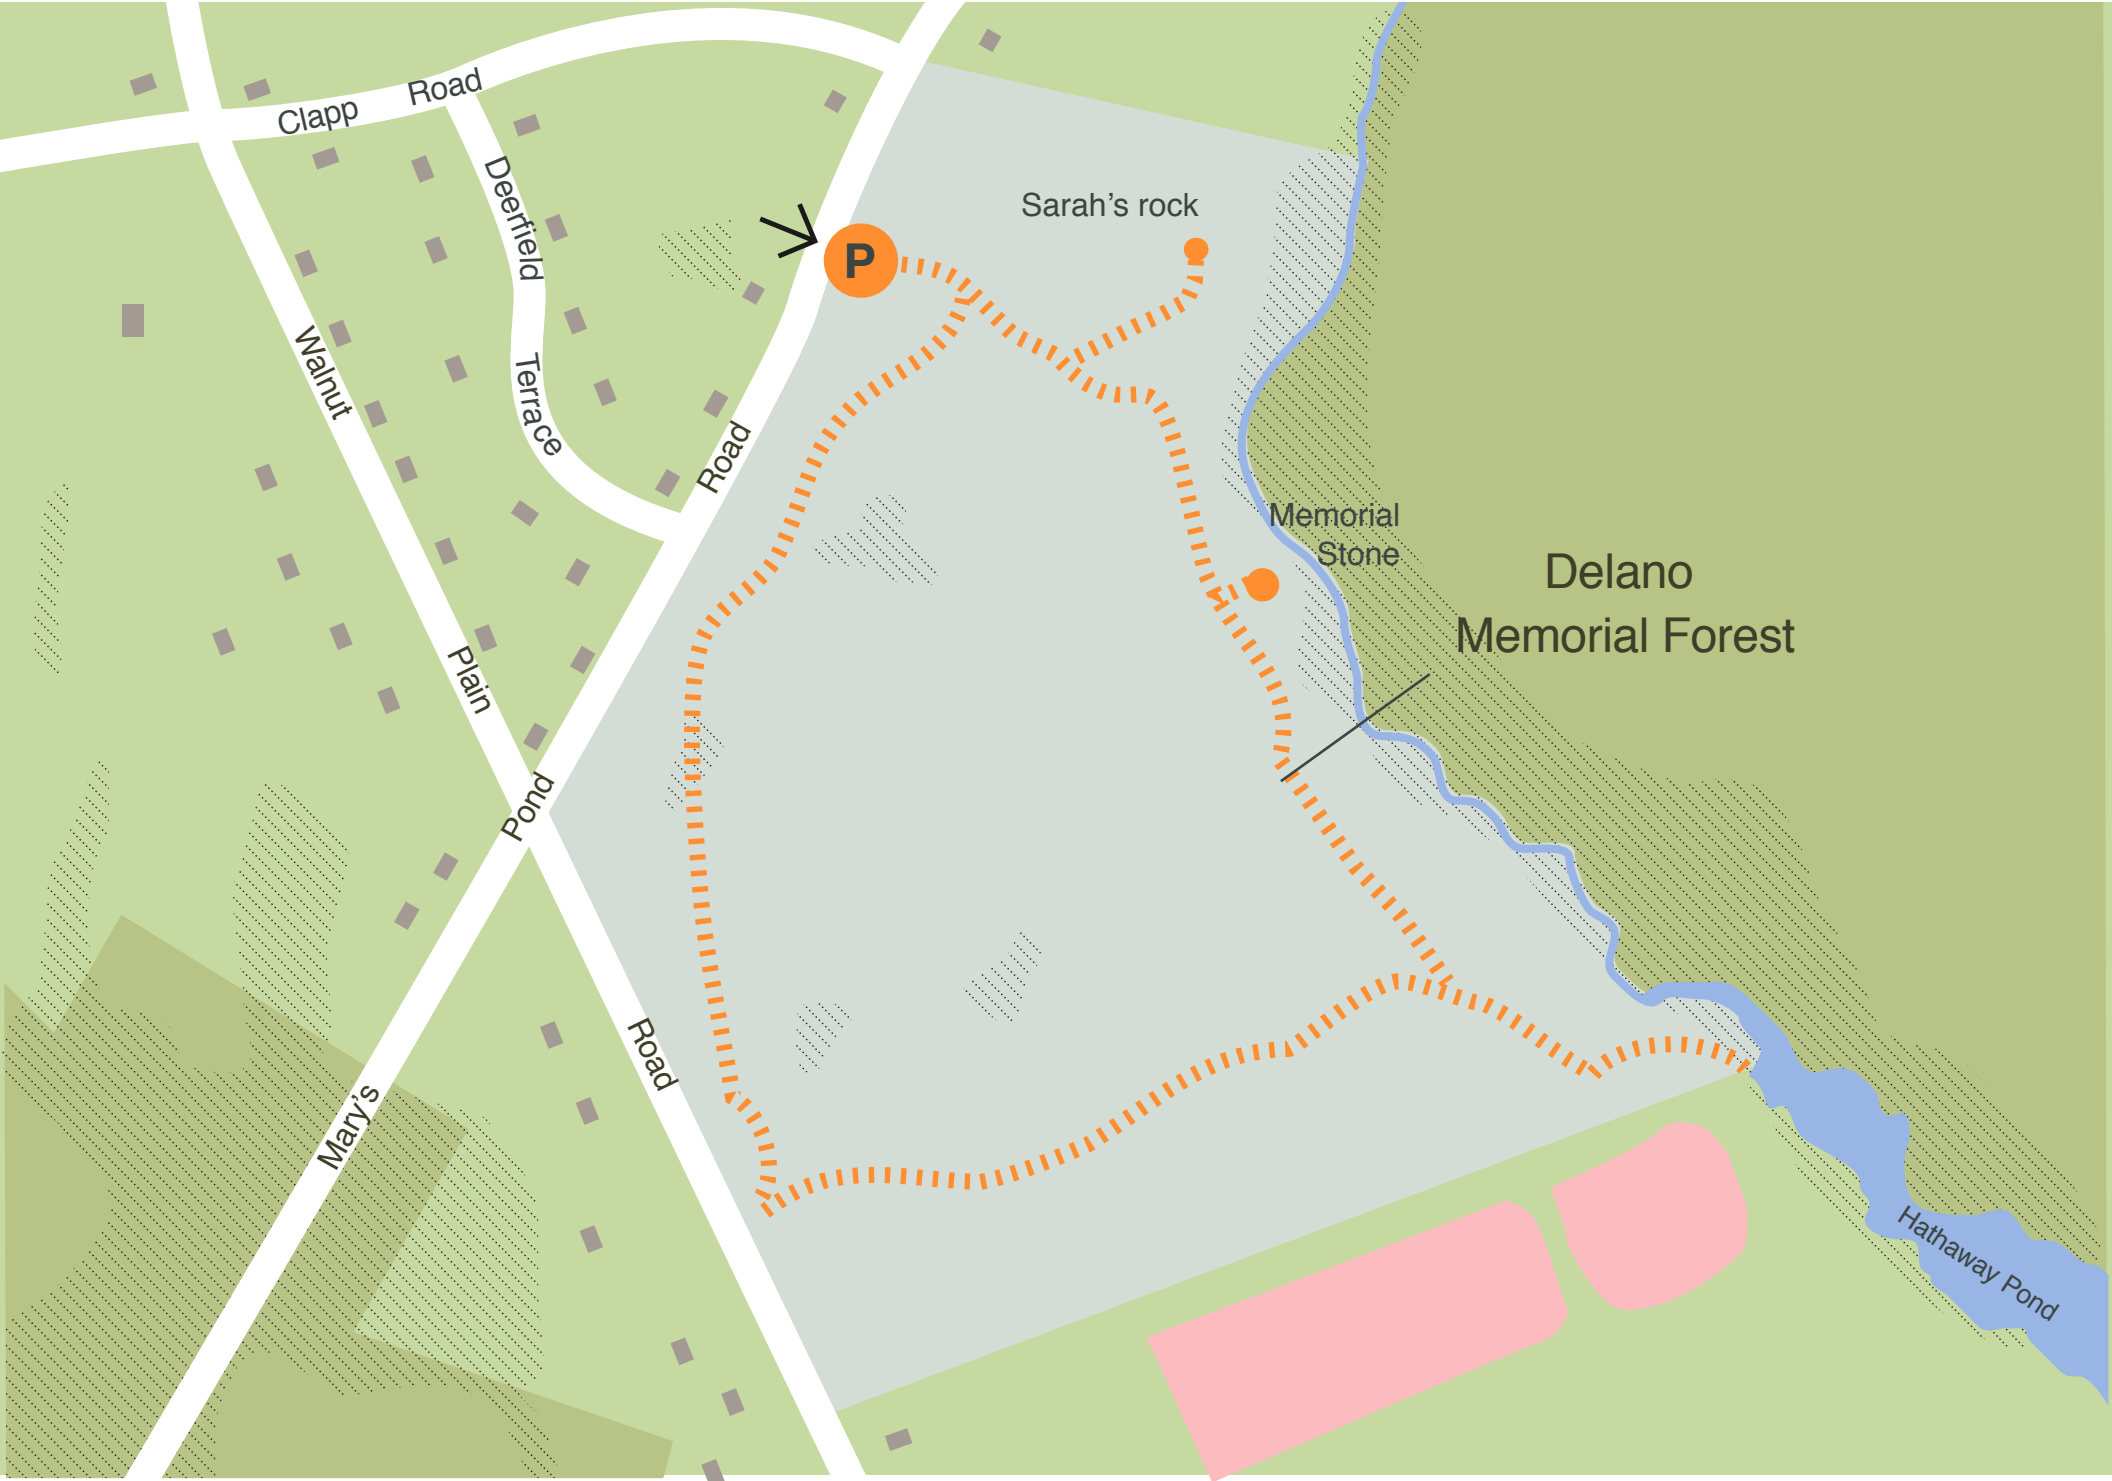 Clapp Road
Deerfield
Terrace
Sarah’s rock
P
Walnut
Plain
Road
Road
Pond
Mary’s
Memorial
Stone
Delano
Memorial Forest
Hathaway Pond